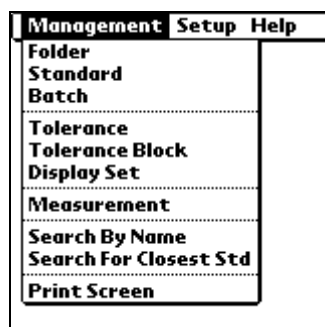 Management Setup Help
Folder
Standard
Batch
Tolerance
Tolerance Block
Display Set
Measurement
Search By Name
Search For Closest Std
Print Screen